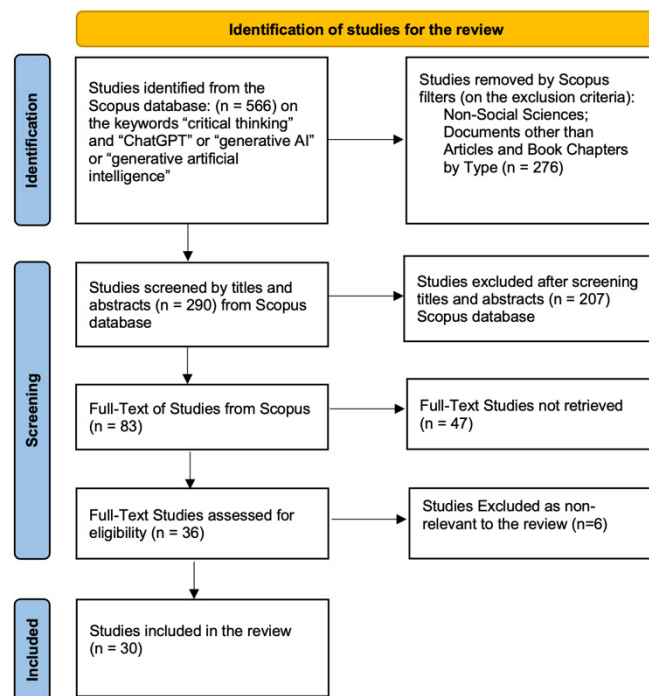 Identification of studies for the review
Identification
Studies identified from the
Scopus database: (n = 566) on
the keywords “critical thinking”
and “ChatGPT” or “generative AI”
or “generative artificial
intelligence”
Studies removed by Scopus
filters (on the exclusion criteria):
Non-Social Sciences;
Documents other than
Articles and Book Chapters
by Type (n = 276)
Screening
Studies screened by titles and
abstracts (n = 290) from Scopus
database
Studies excluded after screening
titles and abstracts (n = 207)
Scopus database
Full-Text of Studies from Scopus
(n = 83)
Full-Text Studies not retrieved
(n = 47)
Full-Text Studies assessed for
eligibility (n = 36)
Studies Excluded as non-
relevant to the review (n=6)
Included
Studies included in the review
(n = 30)